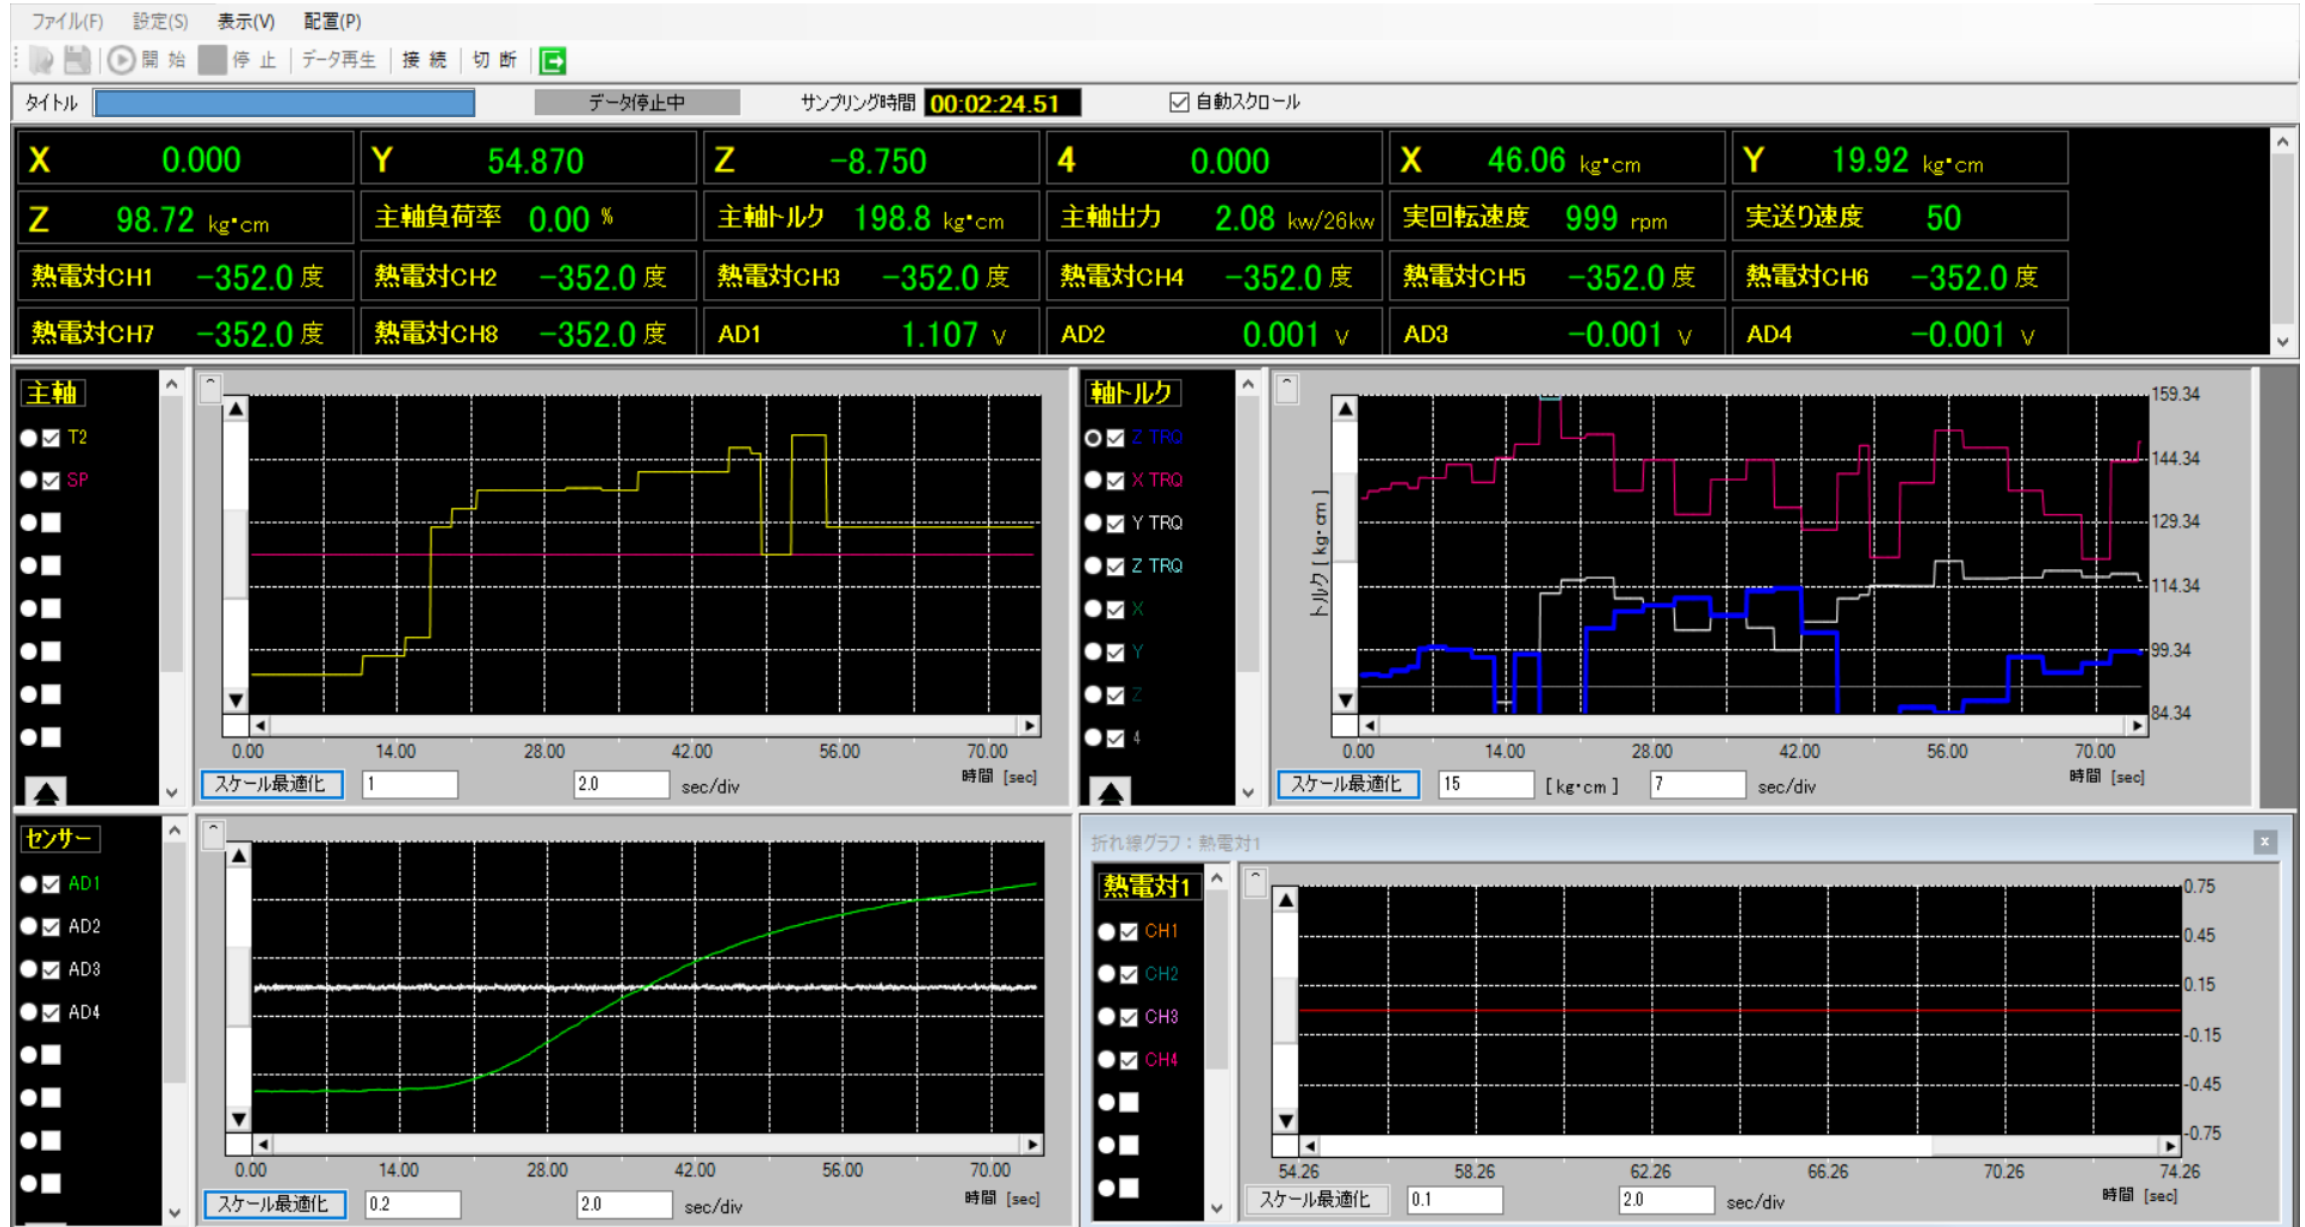 ファイル(F) 設定(S) 表示(V) 配置(P)
開 始 停 止 データ再生 接 続 切 断
タイトル データ停止中 サンプリング時間 00:02:24.51 自動スクロール
X 0.000 Y 54.870 Z -8.750 4 0.000 X 46.06 kg・cm Y 19.92 kg・cm
Z 98.72 kg・cm 主軸負荷率 0.00 % 主軸トルク 198.8 kg・cm 主軸出力 2.08 kw/26kw 実回転速度 999 rpm 実送り速度 50
熱電対CH1 -352.0 度 熱電対CH2 -352.0 度 熱電対CH3 -352.0 度 熱電対CH4 -352.0 度 熱電対CH5 -352.0 度 熱電対CH6 -352.0 度
熱電対CH7 -352.0 度 熱電対CH8 -352.0 度 AD1 1.107 V AD2 0.001 V AD3 -0.001 V AD4 -0.001 V
主軸
T2
SP
0.00 14.00 28.00 42.00 56.00 70.00
時間 [sec]
スケール最適化 1 2.0 sec/div
軸トルク
Z TRQ
X TRQ
Y TRQ
Z TRQ
X
Y
Z
4
トルク [ kg・cm ]
159.34
144.34
129.34
114.34
99.34
84.34
0.00 14.00 28.00 42.00 56.00 70.00
時間 [sec]
スケール最適化 15 [ kg・cm ] 7 sec/div
センサー
AD1
AD2
AD3
AD4
0.00 14.00 28.00 42.00 56.00 70.00
時間 [sec]
スケール最適化 0.2 2.0 sec/div
折れ線グラフ：熱電対1
熱電対1
CH1
CH2
CH3
CH4
0.75
0.45
0.15
-0.15
-0.45
-0.75
54.26 58.26 62.26 66.26 70.26 74.26
時間 [sec]
スケール最適化 0.1 2.0 sec/div